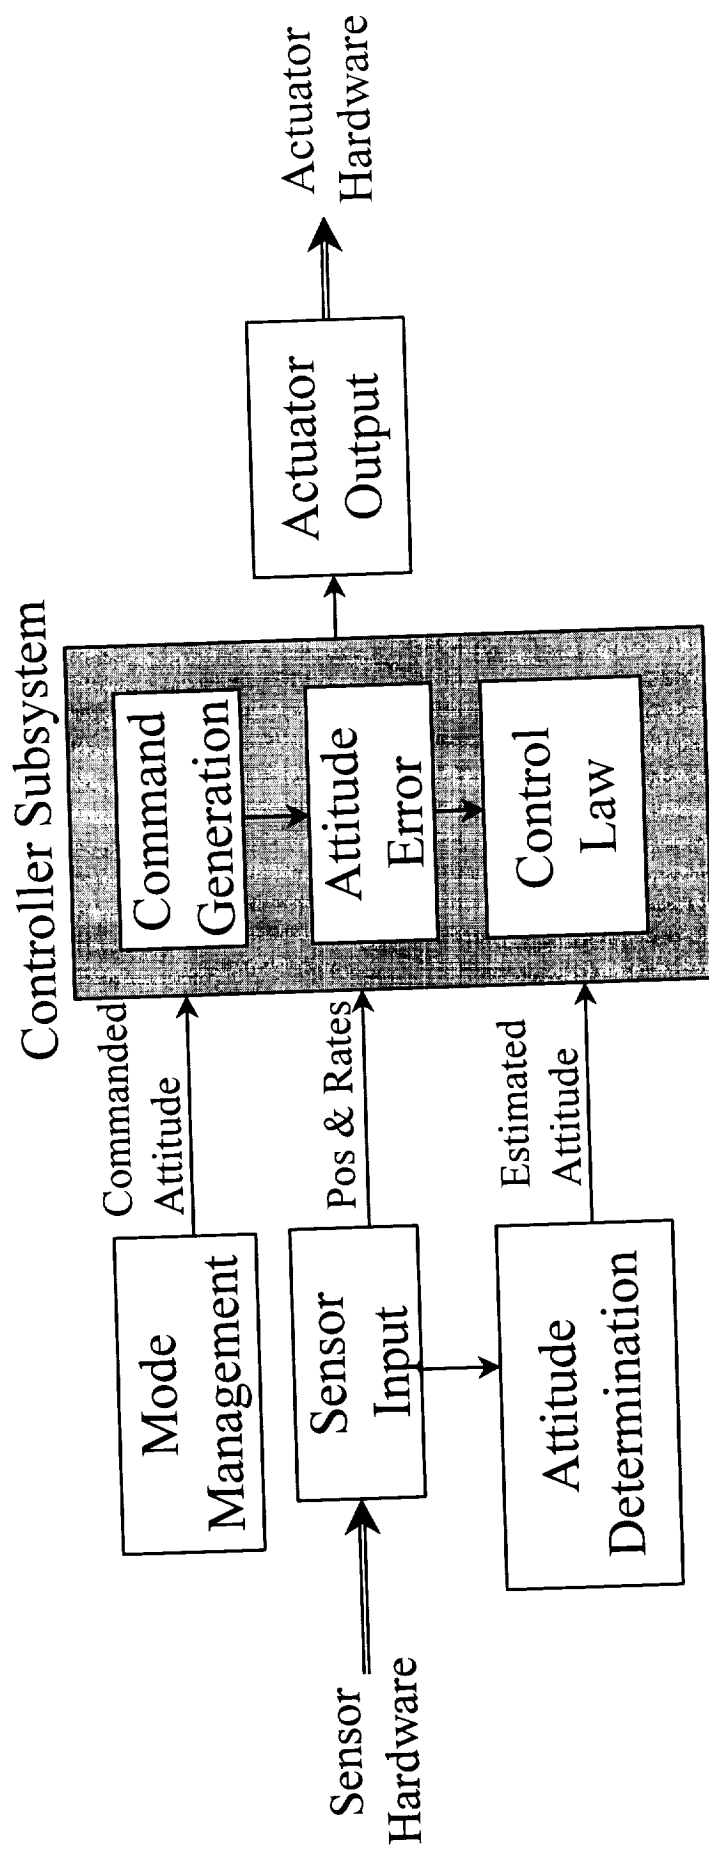 Controller Subsystem
Mode
Management
Commanded
Attitude
Command
Generation
Sensor
Hardware
Sensor
Input
Pos & Rates
Attitude
Error
Actuator
Output
Actuator
Hardware
Attitude
Determination
Estimated
Attitude
Control
Law